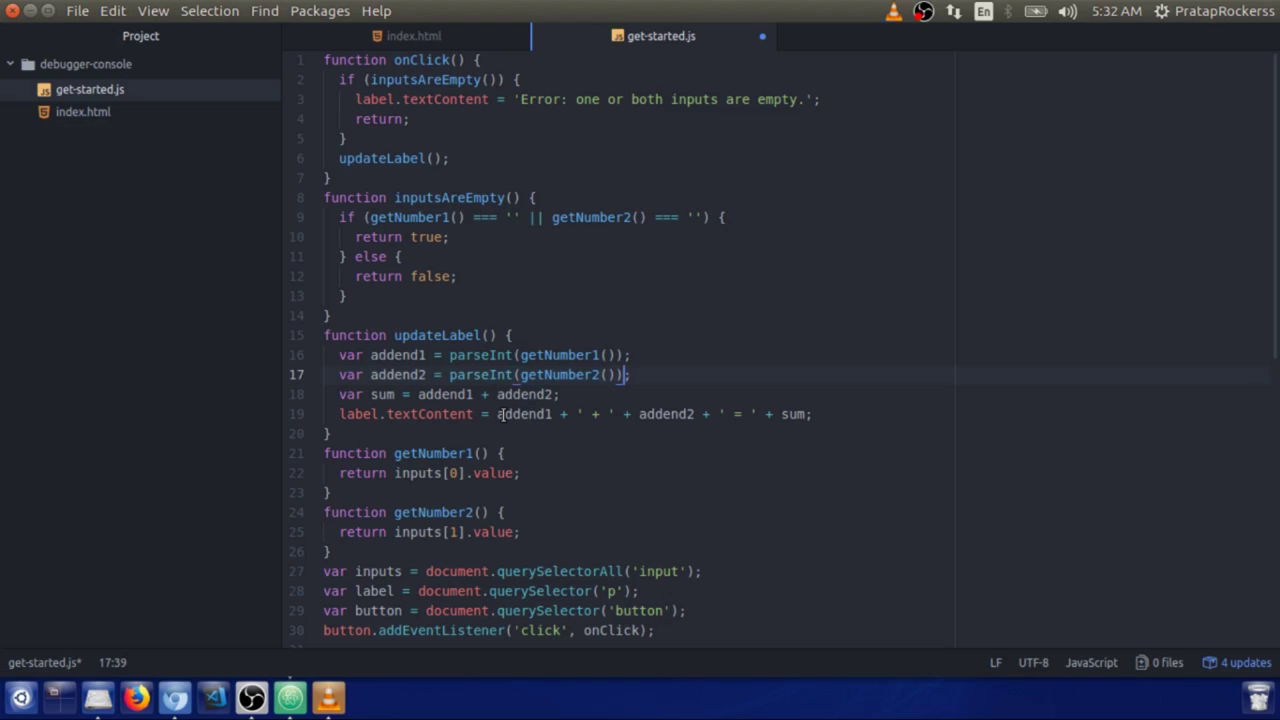 File Edit View Selection Find Packages Help En 5:32 AM PratapRockerss
Project index.html get-started.js
debugger-console
get-started.js
index.html
1 function onClick() {
2 if (inputsAreEmpty()) {
3 label.textContent = 'Error: one or both inputs are empty.';
4 return;
5 }
6 updateLabel();
7 }
8 function inputsAreEmpty() {
9 if (getNumber1() === '' || getNumber2() === '') {
10 return true;
11 } else {
12 return false;
13 }
14 }
15 function updateLabel() {
16 var addend1 = parseInt(getNumber1());
17 var addend2 = parseInt(getNumber2());
18 var sum = addend1 + addend2;
19 label.textContent = addend1 + ' + ' + addend2 + ' = ' + sum;
20 }
21 function getNumber1() {
22 return inputs[0].value;
23 }
24 function getNumber2() {
25 return inputs[1].value;
26 }
27 var inputs = document.querySelectorAll('input');
28 var label = document.querySelector('p');
29 var button = document.querySelector('button');
30 button.addEventListener('click', onClick);
get-started.js* 17:39 LF UTF-8 JavaScript 0 files 4 updates